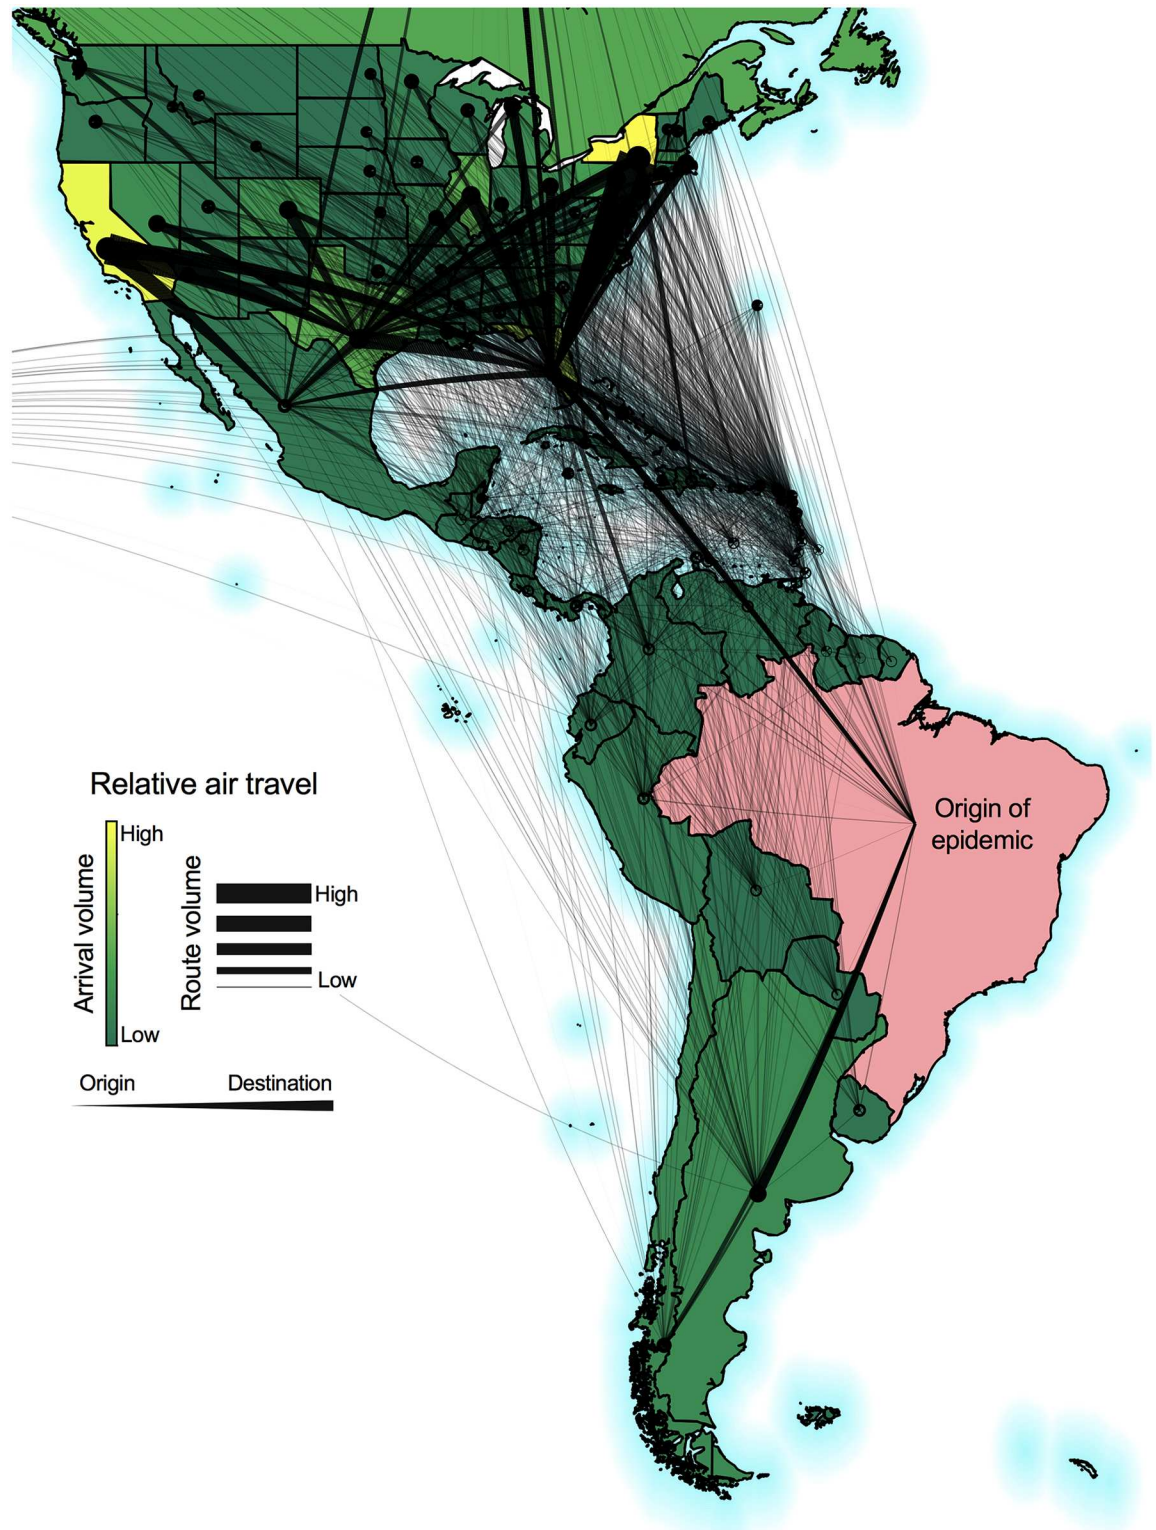 Origin of
epidemic
Relative air travel
Arrival volume
High
Low
Route volume
High
Low
Origin
Destination